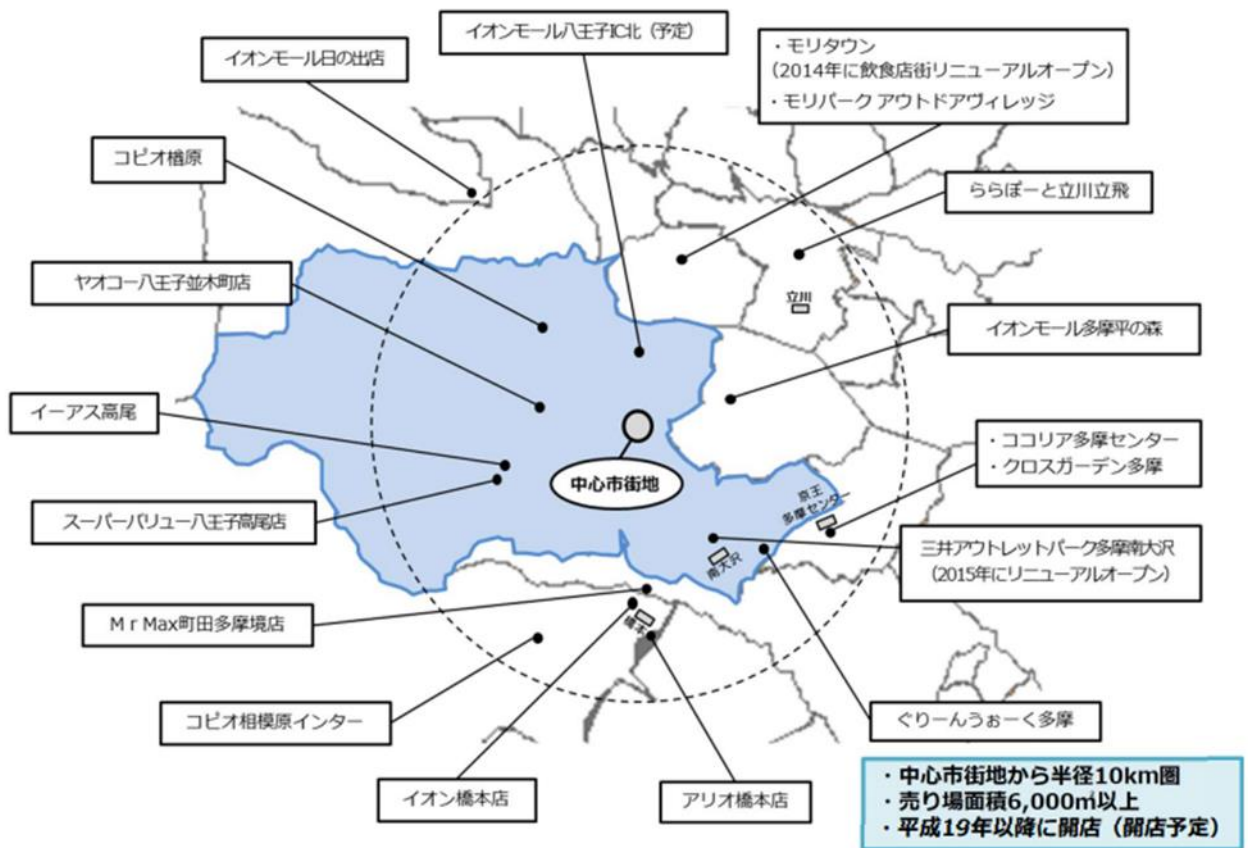 イオンモール八王子IC北（予定）
イオンモール日の出店
・モリタウン
（2014年に飲食店街リニューアルオープン）
・モリパーク アウトドアヴィレッジ
コピオ楢原
ららぽーと立川立飛
ヤオコー八王子並木町店
立川
イオンモール多摩平の森
イーアス高尾
・ココリア多摩センター
・クロスガーデン多摩
中心市街地
京王
多摩センター
スーパーバリュー八王子高尾店
南大沢
三井アウトレットパーク多摩南大沢
（2015年にリニューアルオープン）
ＭｒMax町田多摩境店
橋本
コピオ相模原インター
ぐりーんうぉーく多摩
イオン橋本店
アリオ橋本店
・中心市街地から半径10km圏
・売り場面積6,000㎡以上
・平成19年以降に開店（開店予定）